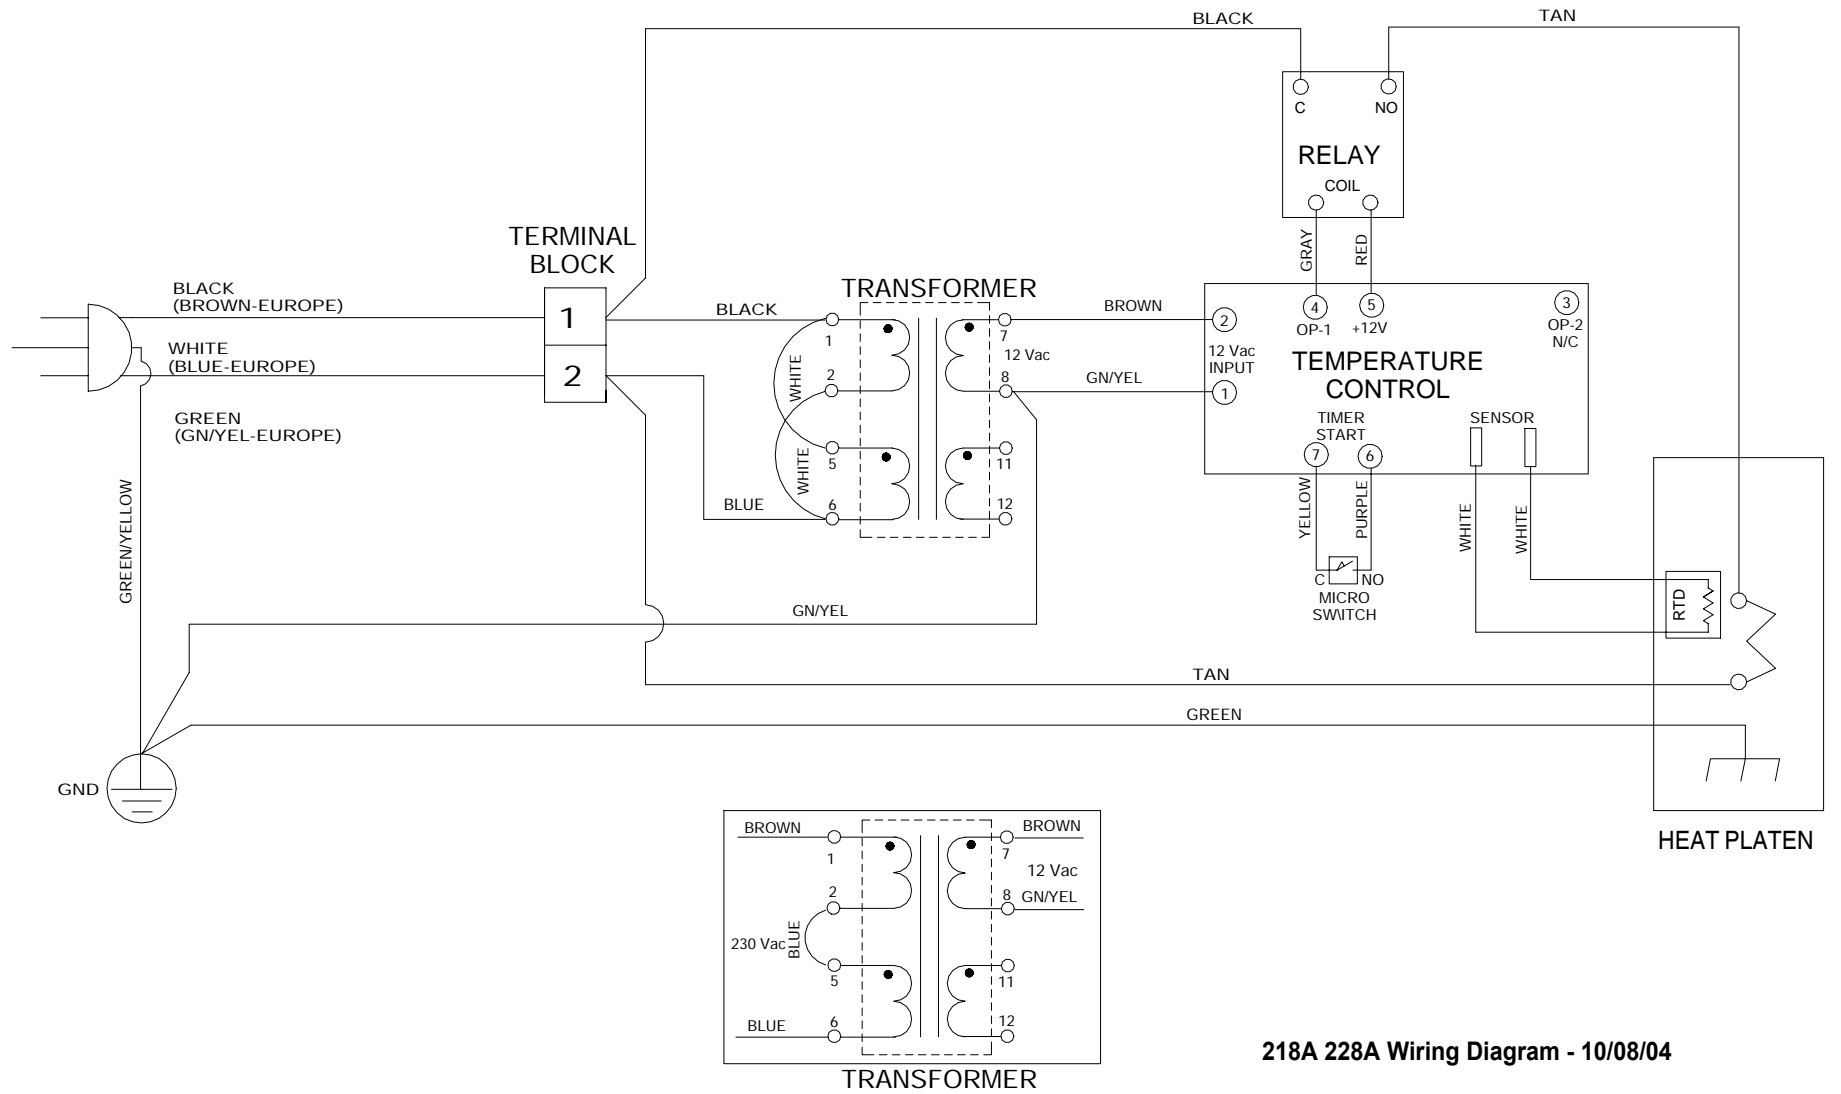 BLACK
TAN
C
NO
RELAY
COIL
GRAY
RED
TERMINAL
BLOCK
BLACK
(BROWN-EUROPE)
WHITE
(BLUE-EUROPE)
GREEN
(GN/YEL-EUROPE)
GREEN/YELLOW
1
2
BLACK
BLUE
TRANSFORMER
1
2
5
6
WHITE
WHITE
7
12 Vac
8
11
12
BROWN
GN/YEL
2
12 Vac
INPUT
1
4
OP-1
5
+12V
3
OP-2
N/C
TEMPERATURE
CONTROL
TIMER
START
7
6
SENSOR
YELLOW
PURPLE
WHITE
WHITE
C
NO
MICRO
SWITCH
RTD
GN/YEL
TAN
GREEN
GND
HEAT PLATEN
BROWN
1
2
BLUE
230 Vac
5
BLUE
6
BROWN
7
12 Vac
8
GN/YEL
11
12
TRANSFORMER
218A 228A Wiring Diagram - 10/08/04